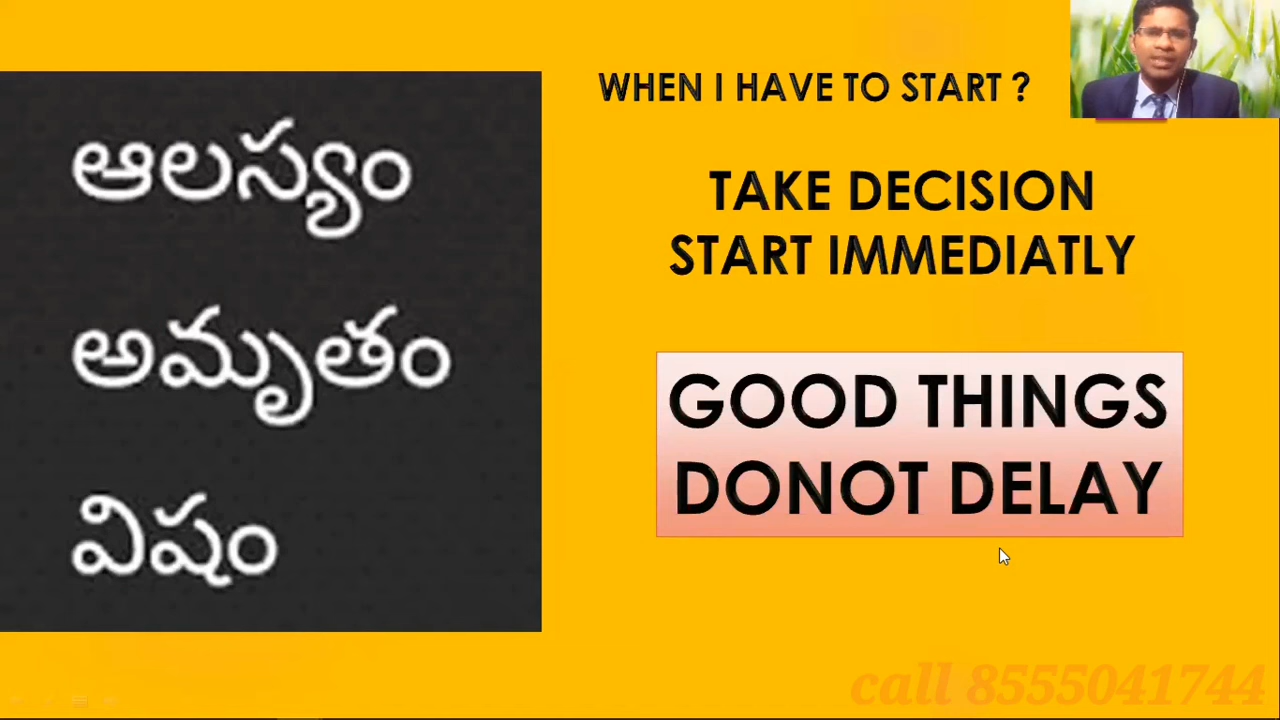 ఆలస్యం
అమృతం
విషం
WHEN I HAVE TO START ?
TAKE DECISION
START IMMEDIATLY
GOOD THINGS
DONOT DELAY
call 8555041744